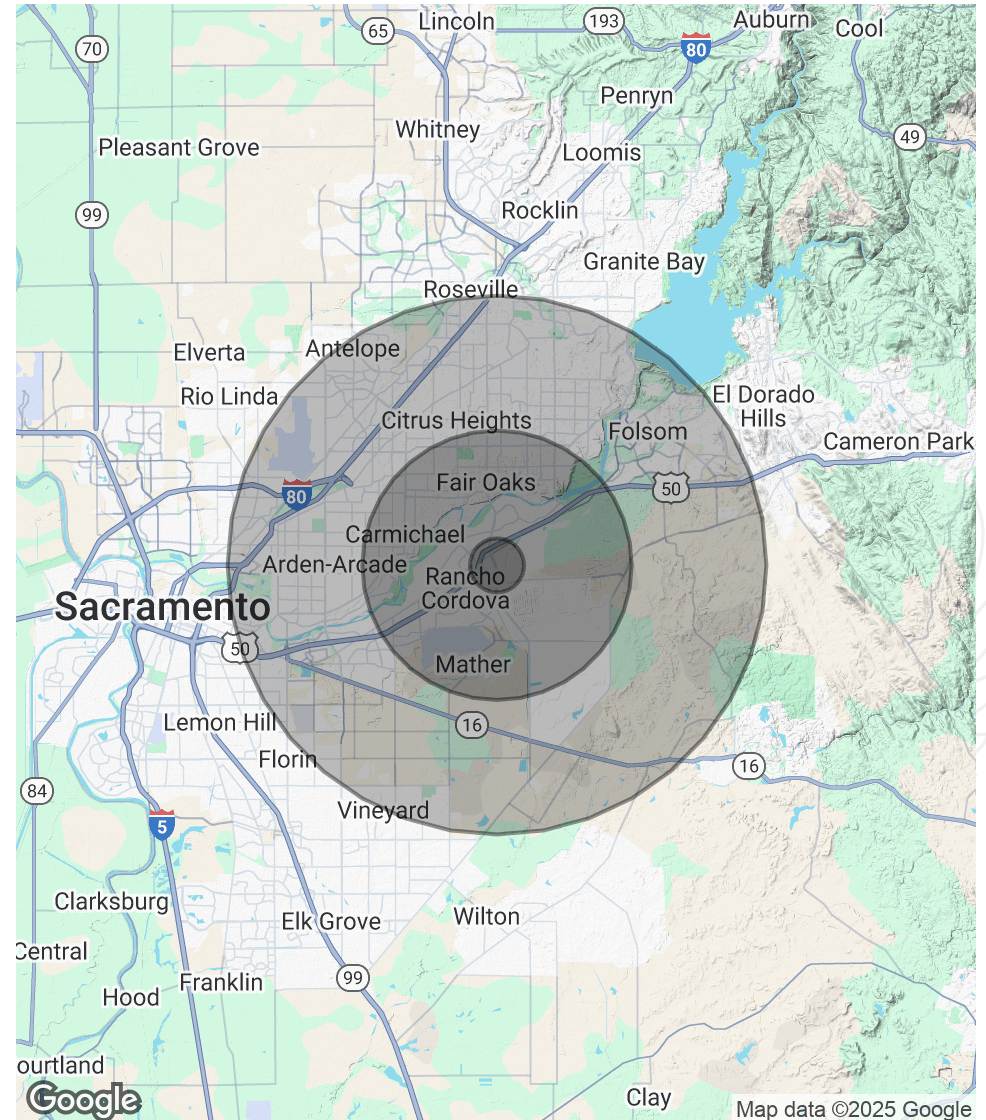 Lincoln
193
Auburn
65
Cool
70
80
Penryn
Whitney
49
Pleasant Grove
Loomis
99
Rocklin
Granite Bay
Roseville
Elverta
Antelope
Rio Linda
El Dorado
Hills
Citrus Heights
Folsom
Cameron Park
Fair Oaks
50
80
Carmichael
Arden-Arcade
Rancho
Cordova
Sacramento
50
Mather
Lemon Hill
16
Florin
16
84
Vineyard
5
Clarksburg
Elk Grove
Wilton
Central
Franklin
99
Hood
ourtland
Clay
Google
Map data ©2025 Google